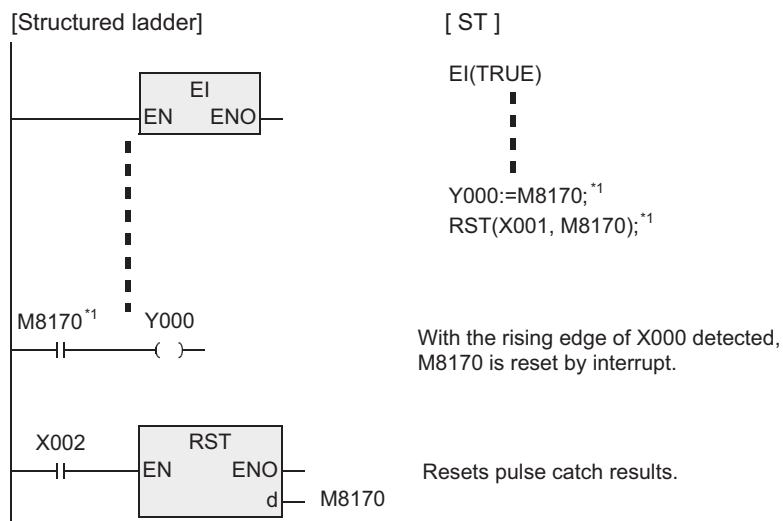 [Structured ladder]
[ ST ]
EI
EN ENO
EI(TRUE)
Y000:=M8170;*1
RST(X001, M8170);*1
M8170*1 Y000
With the rising edge of X000 detected,
M8170 is reset by interrupt.
X002
RST
EN ENO
d M8170
Resets pulse catch results.